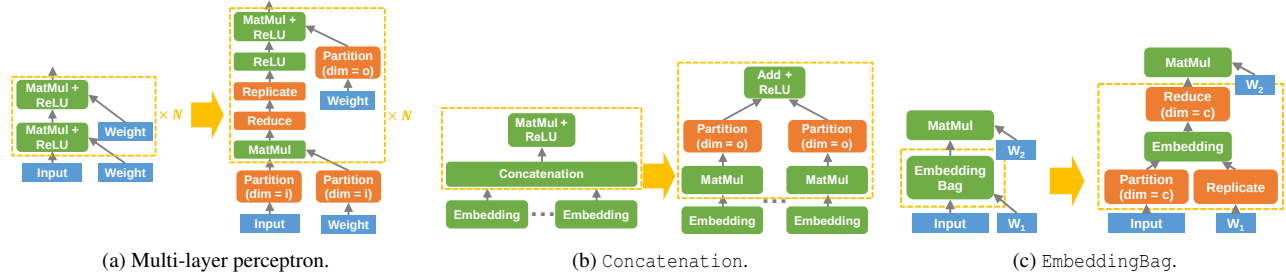 MatMul +
ReLU
MatMul +
ReLU
Weight
Input
Weight
× N
MatMul +
ReLU
ReLU
Partition
(dim = o)
Replicate
Weight
Reduce
MatMul
× N
Partition
(dim = i)
Partition
(dim = i)
Input
Weight
(a) Multi-layer perceptron.
MatMul +
ReLU
Concatenation
Embedding
...
Embedding
Add +
ReLU
Partition
(dim = o)
Partition
(dim = o)
MatMul
MatMul
Embedding
...
Embedding
(b) Concatenation.
MatMul
W2
Embedding
Bag
Input
W1
MatMul
W2
Reduce
(dim = c)
Embedding
Partition
(dim = c)
Replicate
Input
W1
(c) EmbeddingBag.